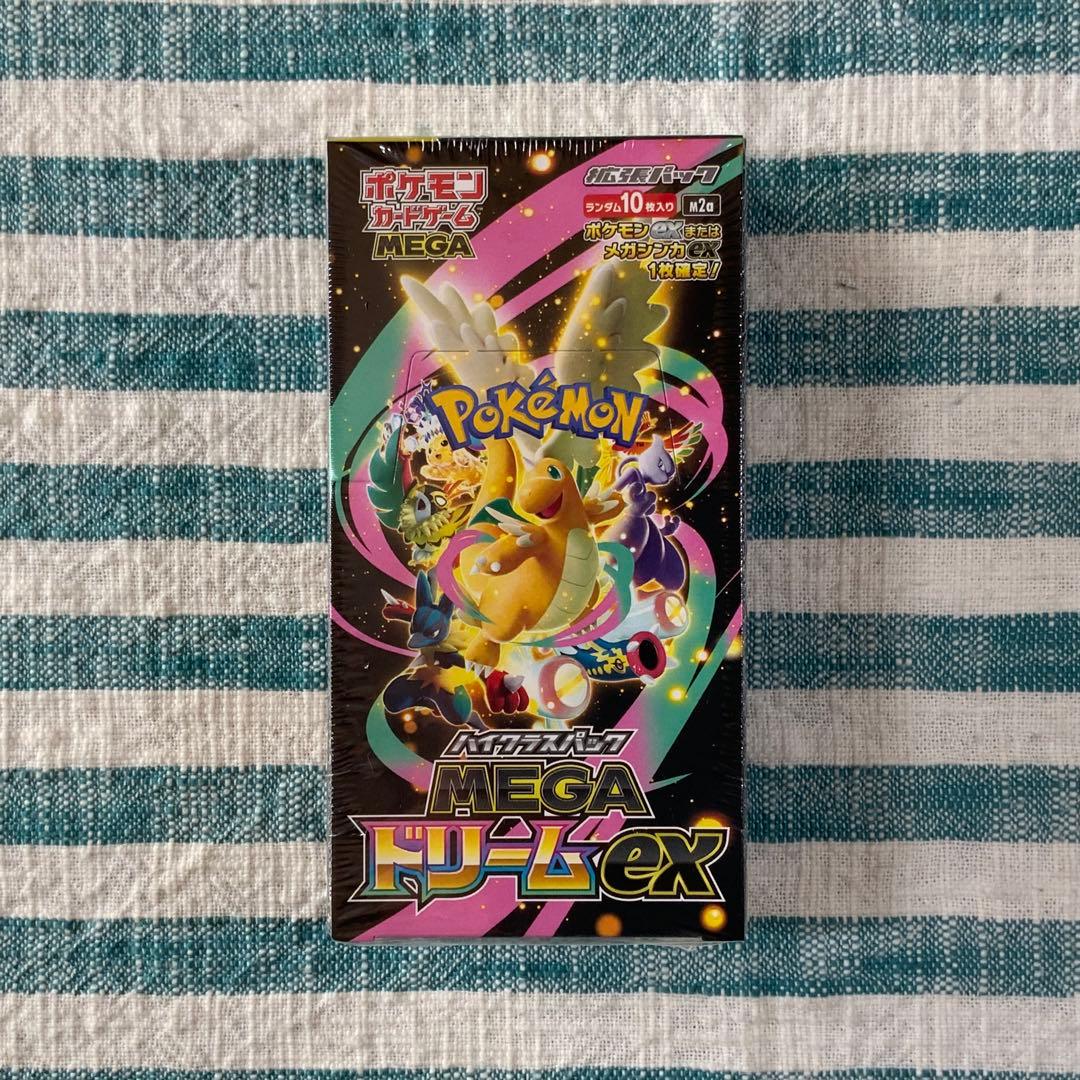 ポケモン
カードゲーム
MEGA
拡張パック
ランダム10枚入り M2a
ポケモンexまたは
メガシンカex
1枚確定!
POKéMON
ハイクラスパック
MEGA
ドリームex